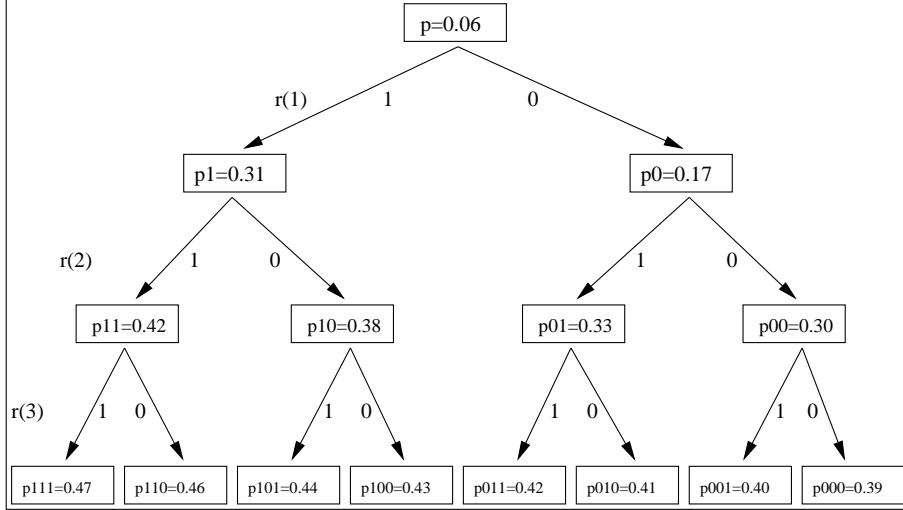 p=0.06
r(1) 1 0
p1=0.31 p0=0.17
r(2) 1 0 1 0
p11=0.42 p10=0.38 p01=0.33 p00=0.30
r(3) 1 0 1 0 1 0 1 0
p111=0.47 p110=0.46 p101=0.44 p100=0.43 p011=0.42 p010=0.41 p001=0.40 p000=0.39